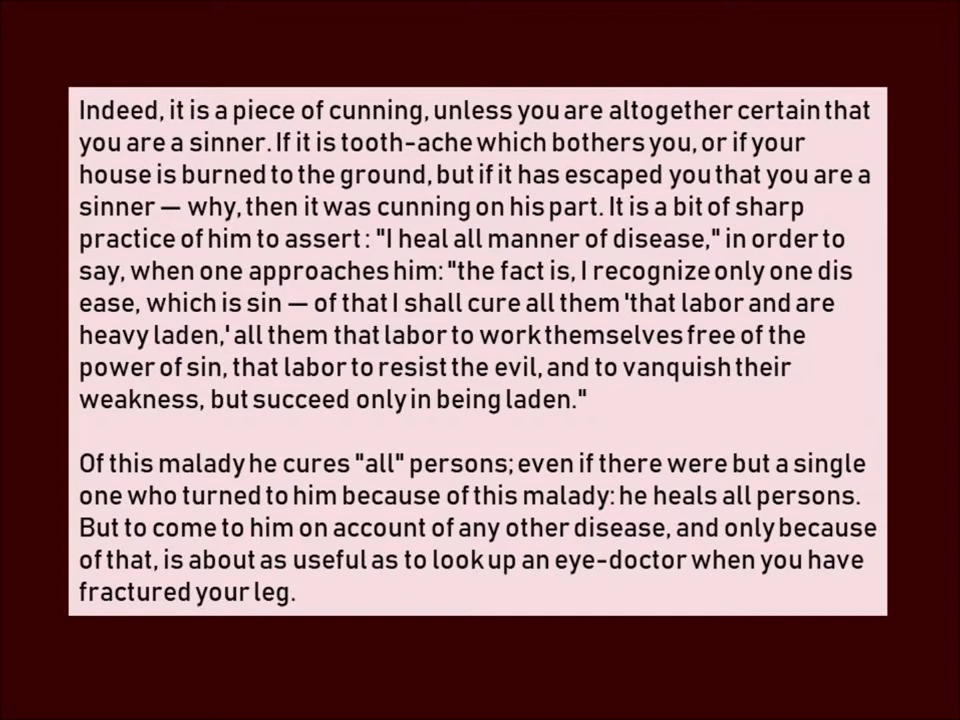 Indeed, it is a piece of cunning, unless you are altogether certain that
you are a sinner. If it is tooth-ache which bothers you, or if your
house is burned to the ground, but if it has escaped you that you are a
sinner — why, then it was cunning on his part. It is a bit of sharp
practice of him to assert: "I heal all manner of disease," in order to
say, when one approaches him: "the fact is, I recognize only one dis
ease, which is sin — of that I shall cure all them 'that labor and are
heavy laden,' all them that labor to work themselves free of the
power of sin, that labor to resist the evil, and to vanquish their
weakness, but succeed only in being laden."
Of this malady he cures "all" persons; even if there were but a single
one who turned to him because of this malady: he heals all persons.
But to come to him on account of any other disease, and only because
of that, is about as useful as to look up an eye-doctor when you have
fractured your leg.